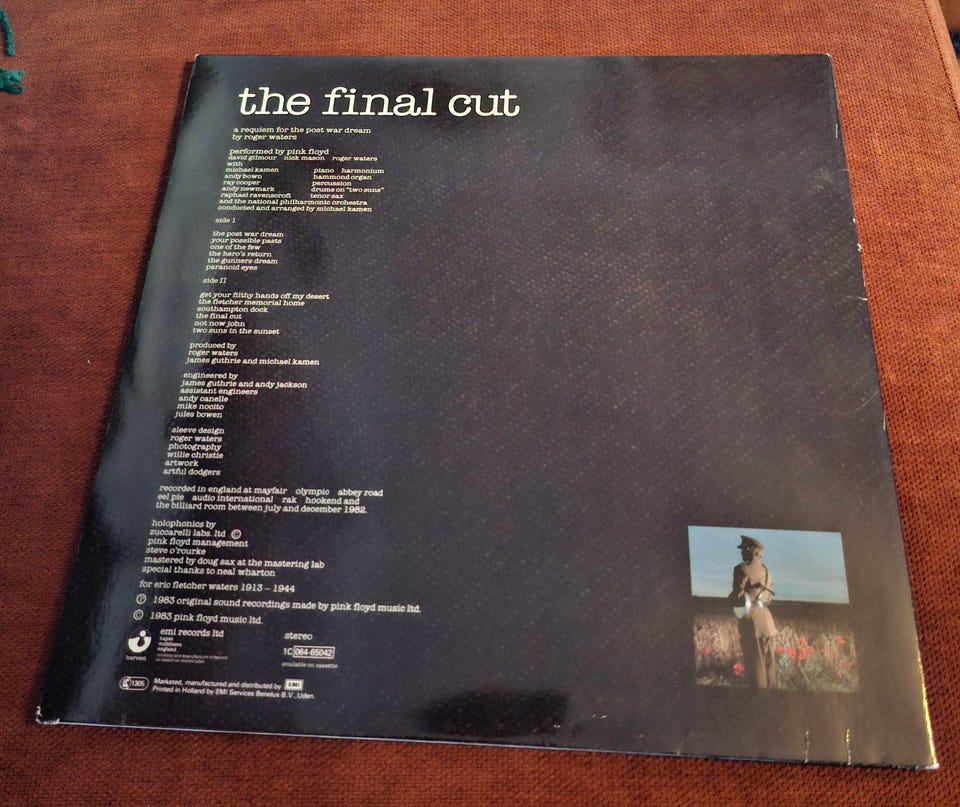 the final cut
a requiem for the post war dream
by roger waters
performed by pink floyd
david gilmour nick mason roger waters
with
michael kamen piano harmonium
andy bown hammond organ
ray cooper percussion
andy newmark drums on "two suns"
raphael ravenscroft tenor sax
and the national philharmonic orchestra
conducted and arranged by michael kamen
side I
the post war dream
your possible pasts
one of the few
the hero's return
the gunners dream
paranoid eyes
side II
get your filthy hands off my desert
the fletcher memorial home
southampton dock
the final cut
not now john
two suns in the sunset
produced by
roger waters
james guthrie and michael kamen
engineered by
james guthrie and andy jackson
assistant engineers
andy canelle
mike nocito
jules bowen
sleeve design
roger waters
photography
willie christie
artwork
artful dodgers
recorded in england at mayfair olympic abbey road
eel pie audio international rak hookend and
the billiard room between july and december 1982.
holophonics by
zuccarelli labs. ltd ©
pink floyd management
steve o'rourke
mastered by doug sax at the mastering lab
special thanks to neal wharton
for eric fletcher waters 1913 – 1944
℗ 1983 original sound recordings made by pink floyd music ltd.
© 1983 pink floyd music ltd.
harvest
emi records ltd
hayes
middlesex
england
stereo
1C 064-65042
available on cassette
1305
Marketed, manufactured and distributed by EMI
Printed in Holland by EMI Services Benelux B.V., Uden.